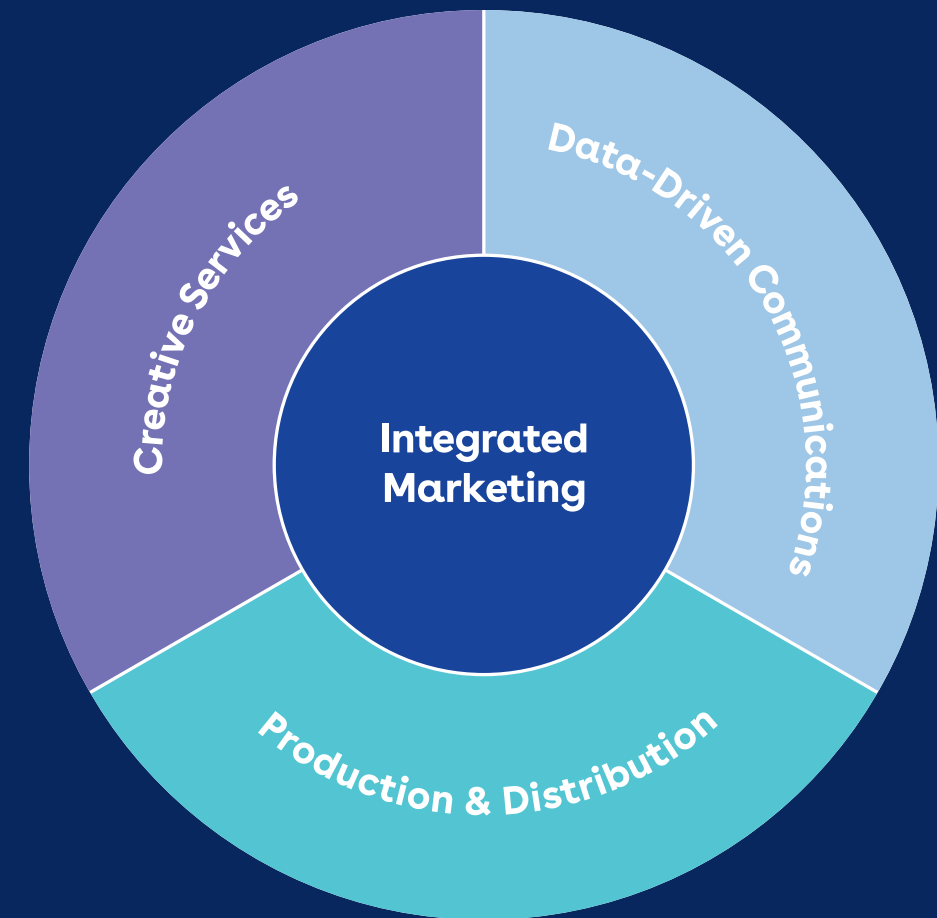 Creative Services
Data-Driven Communications
Integrated
Marketing
Production & Distribution